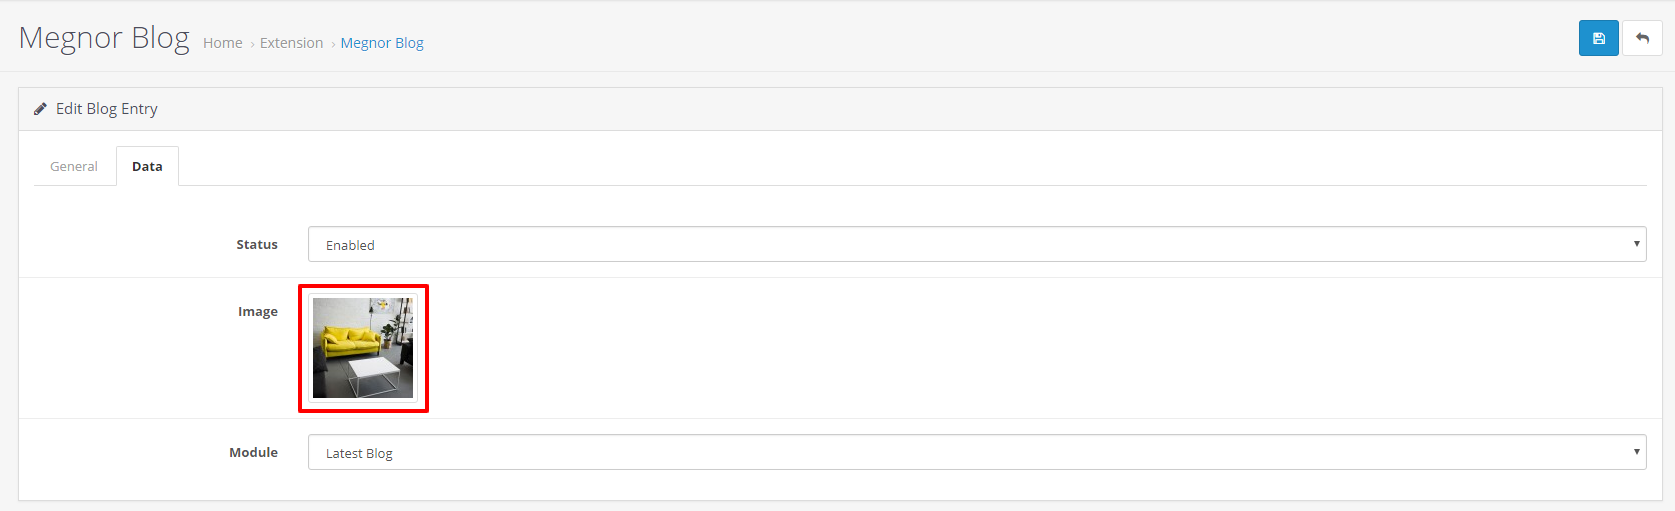 Megnor Blog Home › Extension › Megnor Blog
Edit Blog Entry
General Data
Status Enabled
Image
Module Latest Blog